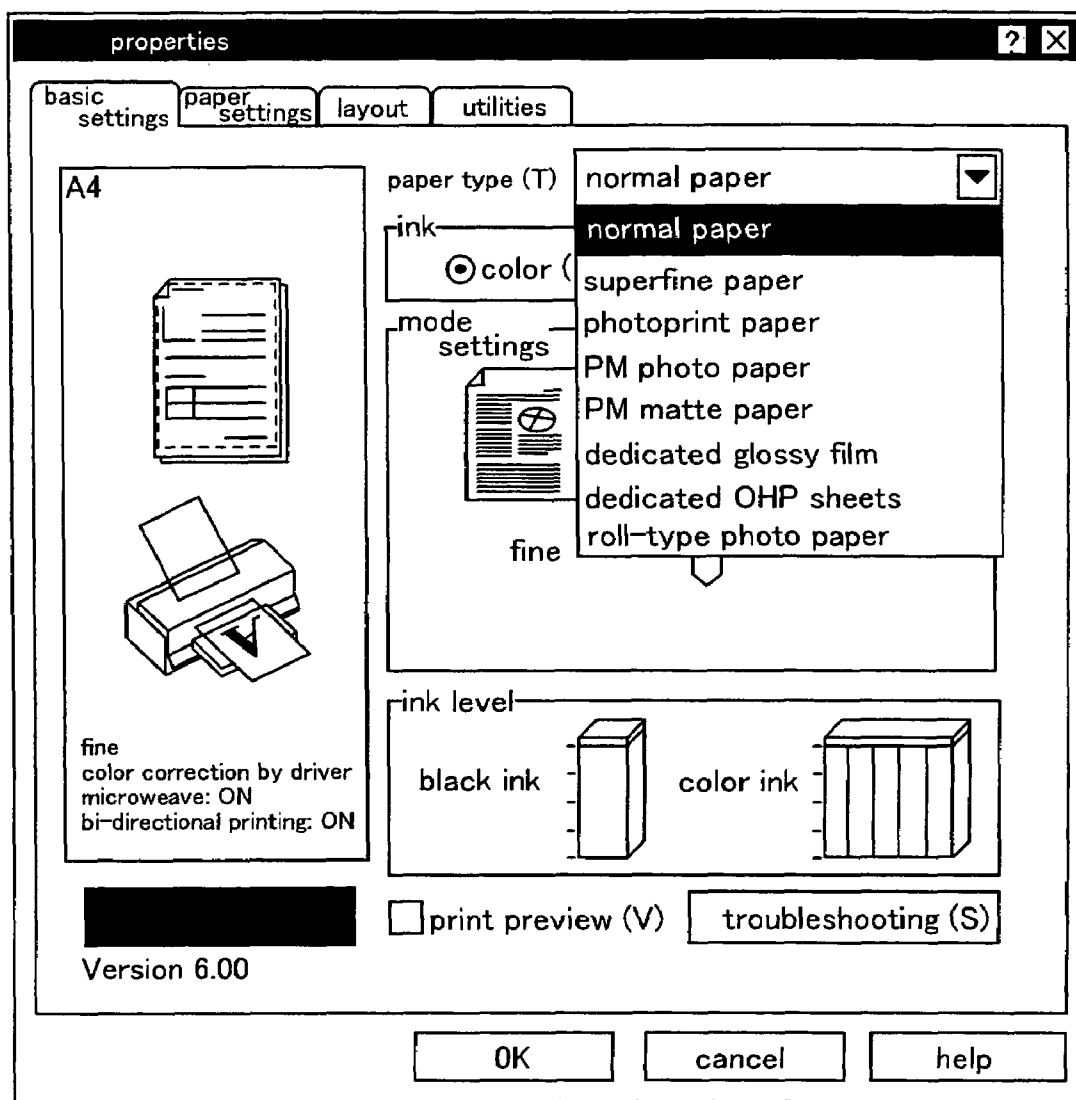 properties
? X
basic settings
paper settings
layout
utilities
A4
paper type (T)
normal paper
normal paper
superfine paper
photoprint paper
PM photo paper
PM matte paper
dedicated glossy film
dedicated OHP sheets
roll-type photo paper
ink
color (
mode settings
fine
V
fine
color correction by driver
microweave: ON
bi-directional printing: ON
ink level
black ink
color ink
print preview (V)
troubleshooting (S)
Version 6.00
OK
cancel
help